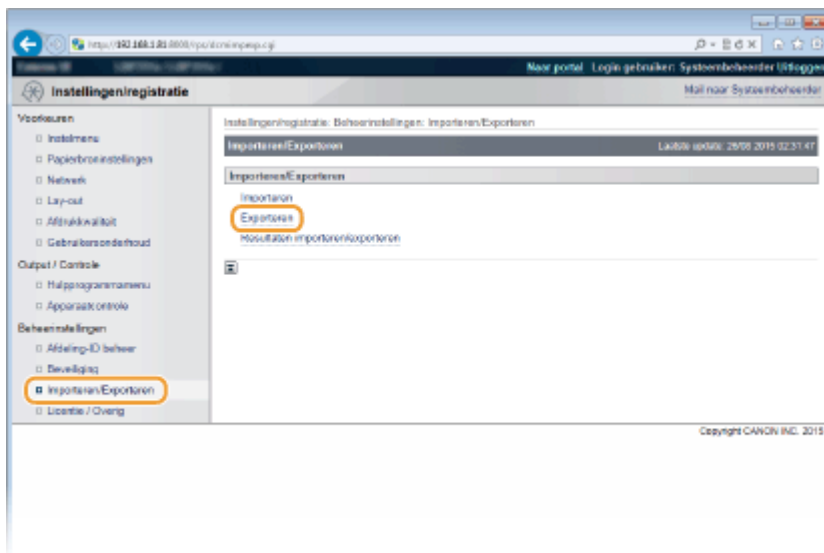 Naar portal Login gebruiker: Systeembeheerder Uitloggen
Instellingen/registratie
Mail naar Systeembeheerder
Voorkeuren
Instelmenu
Papierbroninstellingen
Netwerk
Lay-out
Afdrukkwaliteit
Gebruikersonderhoud
Output / Controle
Hulpprogrammamenu
Apparaatcontrole
Beheerinstellingen
Afdeling-ID beheer
Beveiliging
Importeren/Exporteren
Licentie / Overig
Instellingen/registratie: Beheerinstellingen: Importeren/Exporteren
Importeren/Exporteren
Laatste update: 2015 02:31:47
Importeren/Exporteren
Importeren
Exporteren
Resultaten importeren/exporteren
Copyright CANON INC. 2015